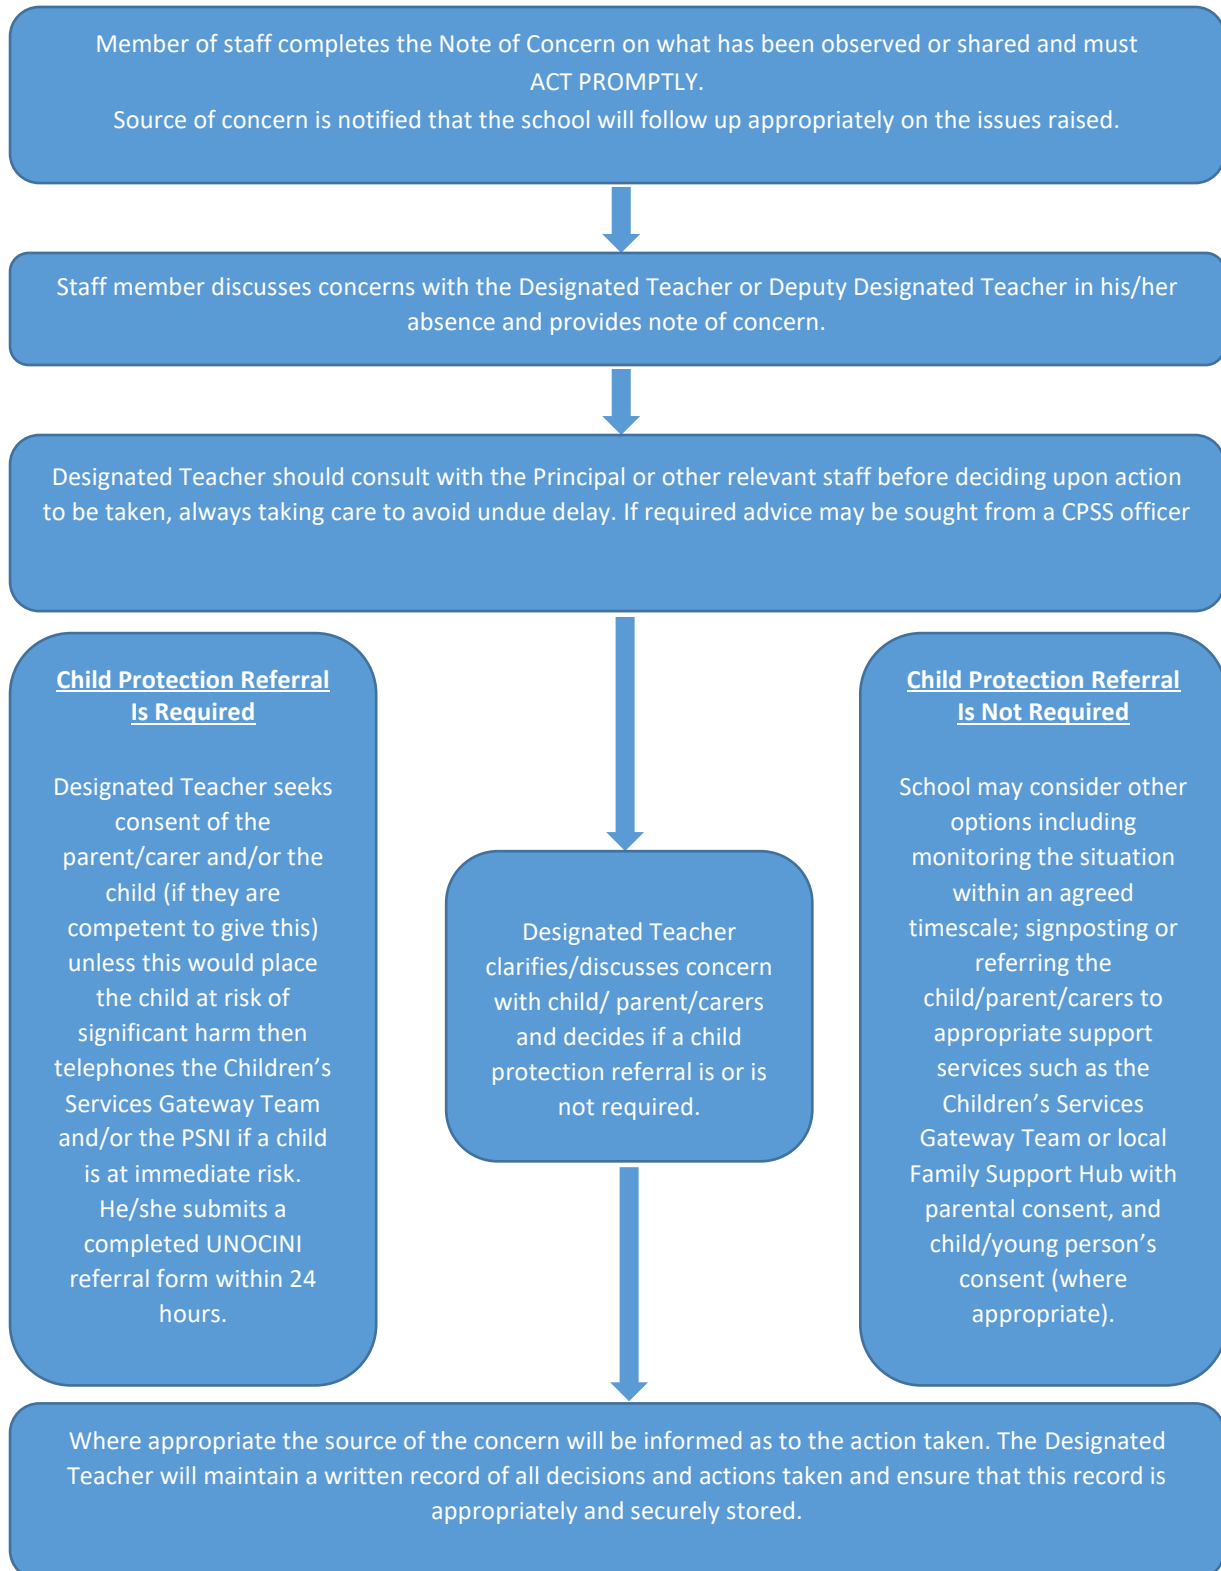 Member of staff completes the Note of Concern on what has been observed or shared and must
ACT PROMPTLY.
Source of concern is notified that the school will follow up appropriately on the issues raised.
Staff member discusses concerns with the Designated Teacher or Deputy Designated Teacher in his/her
absence and provides note of concern.
Designated Teacher should consult with the Principal or other relevant staff before deciding upon action
to be taken, always taking care to avoid undue delay. If required advice may be sought from a CPSS officer
Child Protection Referral
Is Required
Designated Teacher seeks
consent of the
parent/carer and/or the
child (if they are
competent to give this)
unless this would place
the child at risk of
significant harm then
telephones the Children’s
Services Gateway Team
and/or the PSNI if a child
is at immediate risk.
He/she submits a
completed UNOCINI
referral form within 24
hours.
Designated Teacher
clarifies/discusses concern
with child/ parent/carers
and decides if a child
protection referral is or is
not required.
Child Protection Referral
Is Not Required
School may consider other
options including
monitoring the situation
within an agreed
timescale; signposting or
referring the
child/parent/carers to
appropriate support
services such as the
Children’s Services
Gateway Team or local
Family Support Hub with
parental consent, and
child/young person’s
consent (where
appropriate).
Where appropriate the source of the concern will be informed as to the action taken. The Designated
Teacher will maintain a written record of all decisions and actions taken and ensure that this record is
appropriately and securely stored.